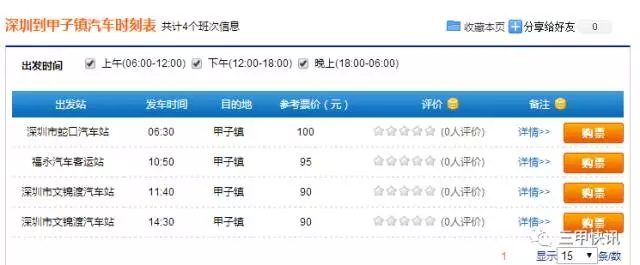 深圳到甲子镇汽车时刻表 共计4个班次信息 收藏本页 分享给好友 0
出发时间 上午(06:00-12:00) 下午(12:00-18:00) 晚上(18:00-06:00)
出发站 发车时间 目的地 参考票价（元） 评价 备注
深圳市蛇口汽车站 06:30 甲子镇 100 (0人评价) 详情>> 购票
福永汽车客运站 10:50 甲子镇 95 (0人评价) 详情>> 购票
深圳市文锦渡汽车站 11:40 甲子镇 90 (0人评价) 详情>> 购票
深圳市文锦渡汽车站 14:30 甲子镇 90 (0人评价) 详情>> 购票
三甲快讯
1 显示 15 条/数